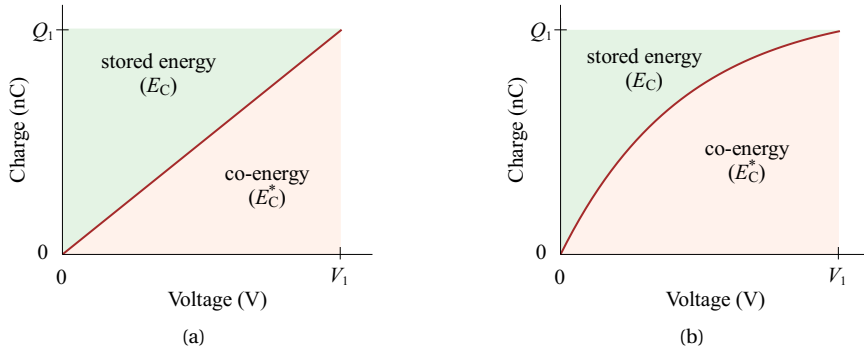 Q1
stored energy
(EC)
Charge (nC)
co-energy
(E*C)
0
0
V1
Voltage (V)
(a)
Q1
stored energy
(EC)
Charge (nC)
co-energy
(E*C)
0
0
V1
Voltage (V)
(b)